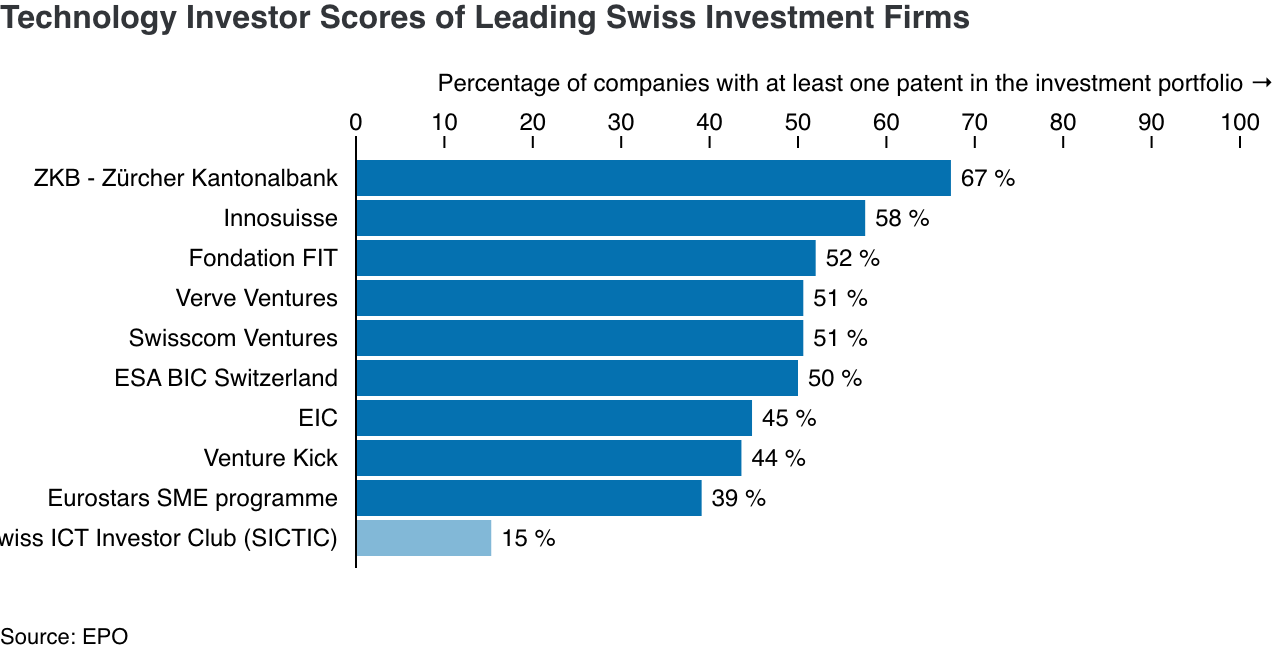 Technology Investor Scores of Leading Swiss Investment Firms
Percentage of companies with at least one patent in the investment portfolio →
0 10 20 30 40 50 60 70 80 90 100
ZKB - Zürcher Kantonalbank 67 %
Innosuisse 58 %
Fondation FIT 52 %
Verve Ventures 51 %
Swisscom Ventures 51 %
ESA BIC Switzerland 50 %
EIC 45 %
Venture Kick 44 %
Eurostars SME programme 39 %
wiss ICT Investor Club (SICTIC) 15 %
Source: EPO